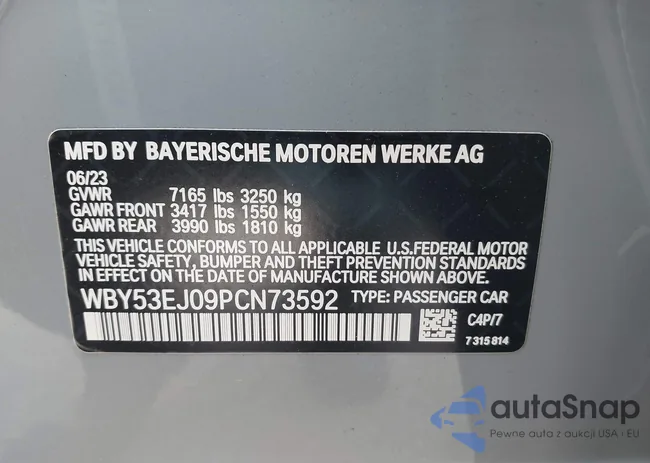 MFD BY BAYERISCHE MOTOREN WERKE AG
06/23
GVWR 7165 lbs 3250 kg
GAWR FRONT 3417 lbs 1550 kg
GAWR REAR 3990 lbs 1810 kg
THIS VEHICLE CONFORMS TO ALL APPLICABLE U.S.FEDERAL MOTOR
VEHICLE SAFETY, BUMPER AND THEFT PREVENTION STANDARDS
IN EFFECT ON THE DATE OF MANUFACTURE SHOWN ABOVE.
WBY53EJ09PCN73592 TYPE: PASSENGER CAR
C4P/7
7 315 814
autaSnap
Pewne auta z aukcji USA i EU